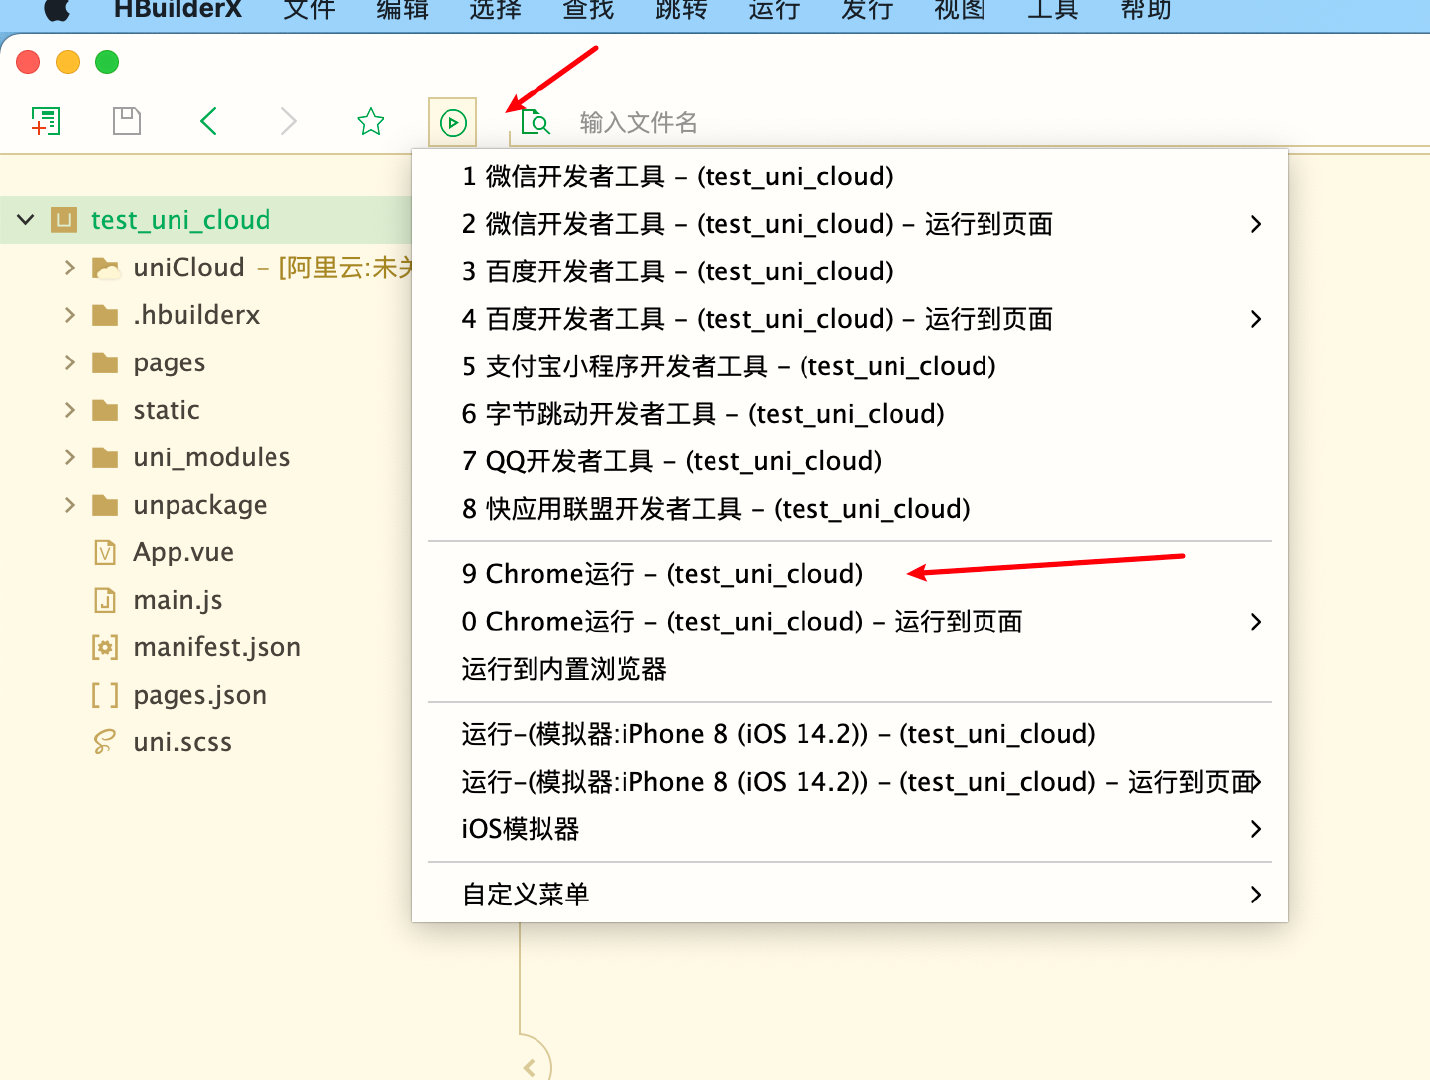 HBuilderX 文件 编辑 选择 查找 跳转 运行 发行 视图 工具 帮助
输入文件名
test_uni_cloud
uniCloud - [阿里云:未关
.hbuilderx
pages
static
uni_modules
unpackage
App.vue
main.js
manifest.json
pages.json
uni.scss
1 微信开发者工具 - (test_uni_cloud)
2 微信开发者工具 - (test_uni_cloud) - 运行到页面
3 百度开发者工具 - (test_uni_cloud)
4 百度开发者工具 - (test_uni_cloud) - 运行到页面
5 支付宝小程序开发者工具 - (test_uni_cloud)
6 字节跳动开发者工具 - (test_uni_cloud)
7 QQ开发者工具 - (test_uni_cloud)
8 快应用联盟开发者工具 - (test_uni_cloud)
9 Chrome运行 - (test_uni_cloud)
0 Chrome运行 - (test_uni_cloud) - 运行到页面
运行到内置浏览器
运行-(模拟器:iPhone 8 (iOS 14.2)) - (test_uni_cloud)
运行-(模拟器:iPhone 8 (iOS 14.2)) - (test_uni_cloud) - 运行到页面
iOS模拟器
自定义菜单